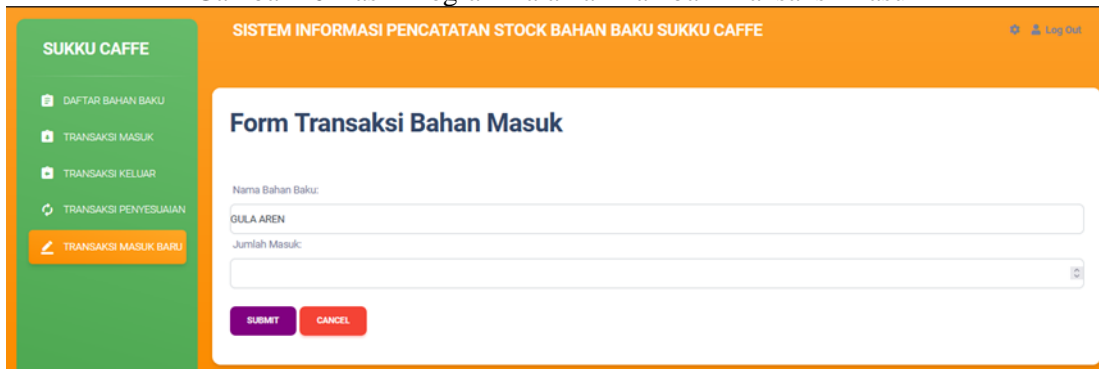 SISTEM INFORMASI PENCATATAN STOCK BAHAN BAKU SUKKU CAFFE
Log Out
SUKKU CAFFE
DAFTAR BAHAN BAKU
TRANSAKSI MASUK
TRANSAKSI KELUAR
TRANSAKSI PENYESUAIAN
TRANSAKSI MASUK BARU
Form Transaksi Bahan Masuk
Nama Bahan Baku:
GULA AREN
Jumlah Masuk:
SUBMIT CANCEL